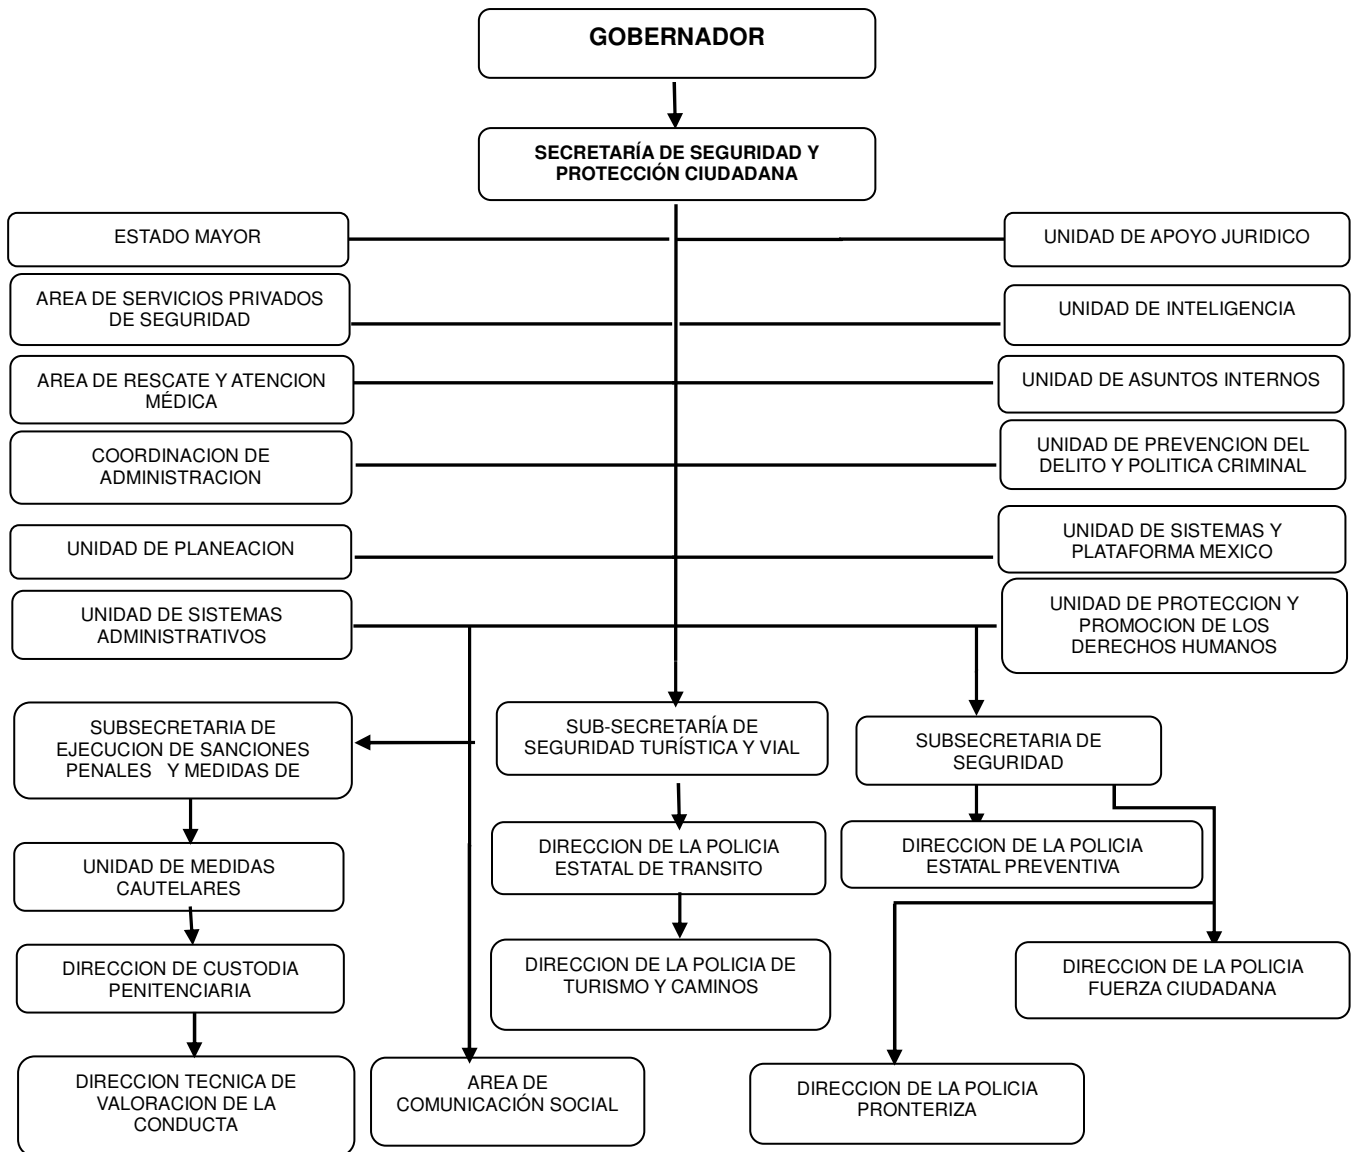 GOBERNADOR
SECRETARÍA DE SEGURIDAD Y
PROTECCIÓN CIUDADANA
ESTADO MAYOR
UNIDAD DE APOYO JURIDICO
AREA DE SERVICIOS PRIVADOS
DE SEGURIDAD
UNIDAD DE INTELIGENCIA
AREA DE RESCATE Y ATENCION
MÉDICA
UNIDAD DE ASUNTOS INTERNOS
COORDINACION DE
ADMINISTRACION
UNIDAD DE PREVENCION DEL
DELITO Y POLITICA CRIMINAL
UNIDAD DE PLANEACION
UNIDAD DE SISTEMAS Y
PLATAFORMA MEXICO
UNIDAD DE SISTEMAS
ADMINISTRATIVOS
UNIDAD DE PROTECCION Y
PROMOCION DE LOS
DERECHOS HUMANOS
SUBSECRETARIA DE
EJECUCION DE SANCIONES
PENALES Y MEDIDAS DE
SUB-SECRETARÍA DE
SEGURIDAD TURÍSTICA Y VIAL
SUBSECRETARIA DE
SEGURIDAD
UNIDAD DE MEDIDAS
CAUTELARES
DIRECCION DE LA POLICIA
ESTATAL DE TRANSITO
DIRECCION DE LA POLICIA
ESTATAL PREVENTIVA
DIRECCION DE CUSTODIA
PENITENCIARIA
DIRECCION DE LA POLICIA DE
TURISMO Y CAMINOS
DIRECCION DE LA POLICIA
FUERZA CIUDADANA
DIRECCION TECNICA DE
VALORACION DE LA
CONDUCTA
AREA DE
COMUNICACIÓN SOCIAL
DIRECCION DE LA POLICIA
PRONTERIZA